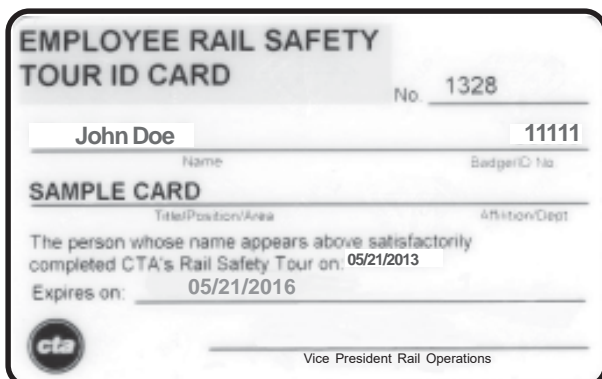 EMPLOYEE RAIL SAFETY
TOUR ID CARD
No. 1328
John Doe 11111
Name Badge/ID No.
SAMPLE CARD
Title/Position/Area Affiltion/Dept
The person whose name appears above satisfactorily
completed CTA's Rail Safety Tour on: 05/21/2013
Expires on: 05/21/2016
cta
Vice President Rail Operations